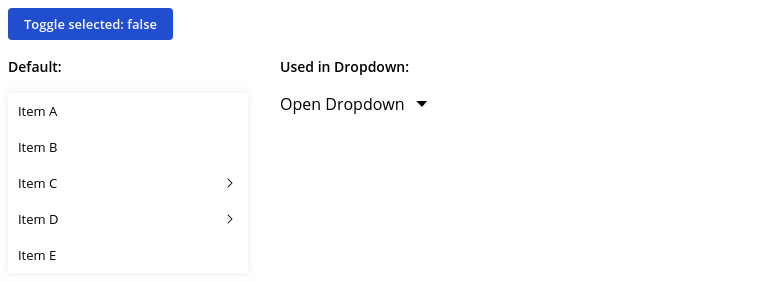 Toggle selected: false
Default:
Used in Dropdown:
Open Dropdown
Item A
Item B
Item C
Item D
Item E